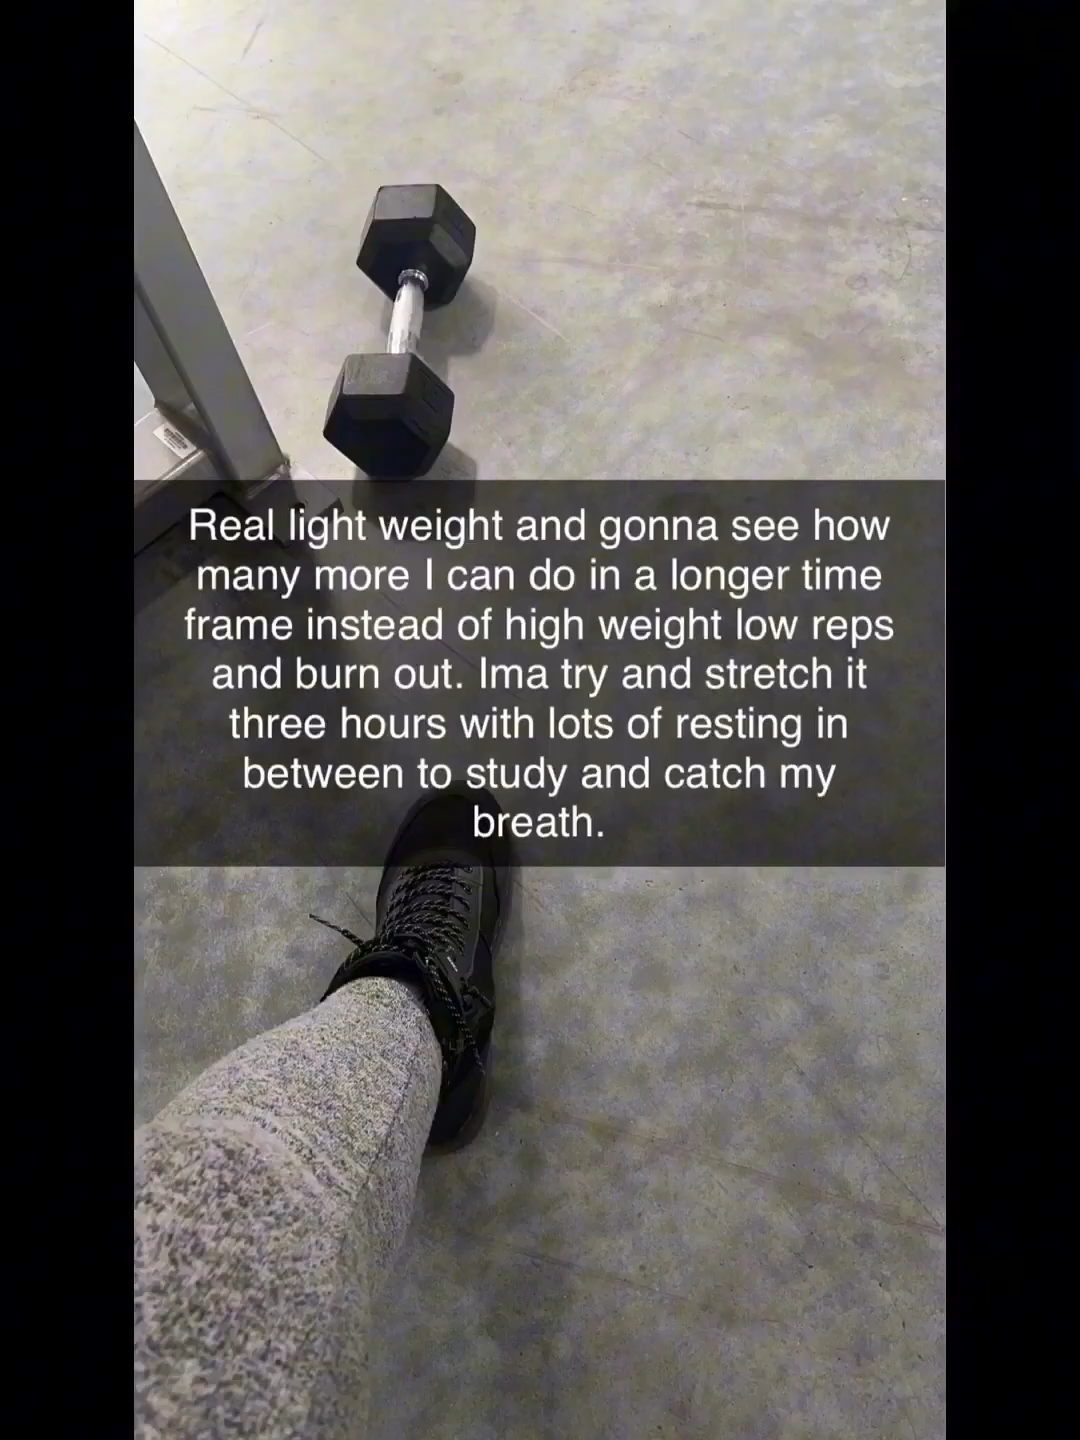 Real light weight and gonna see how
many more I can do in a longer time
frame instead of high weight low reps
and burn out. Ima try and stretch it
three hours with lots of resting in
between to study and catch my
breath.